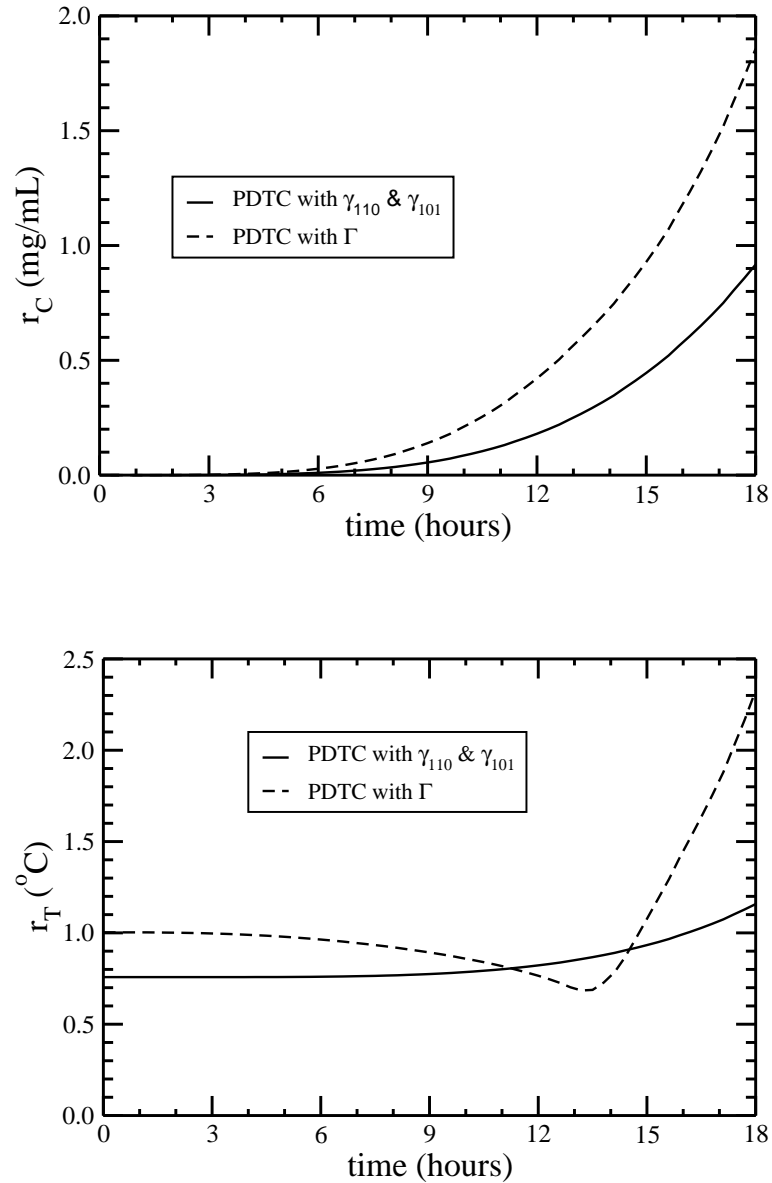 2.0
1.5
1.0
0.5
0.0
r_C (mg/mL)
PDTC with γ₁₁₀ & γ₁₀₁
PDTC with Γ
0 3 6 9 12 15 18
time (hours)
2.5
2.0
1.5
1.0
0.5
0.0
r_T (°C)
PDTC with γ₁₁₀ & γ₁₀₁
PDTC with Γ
0 3 6 9 12 15 18
time (hours)